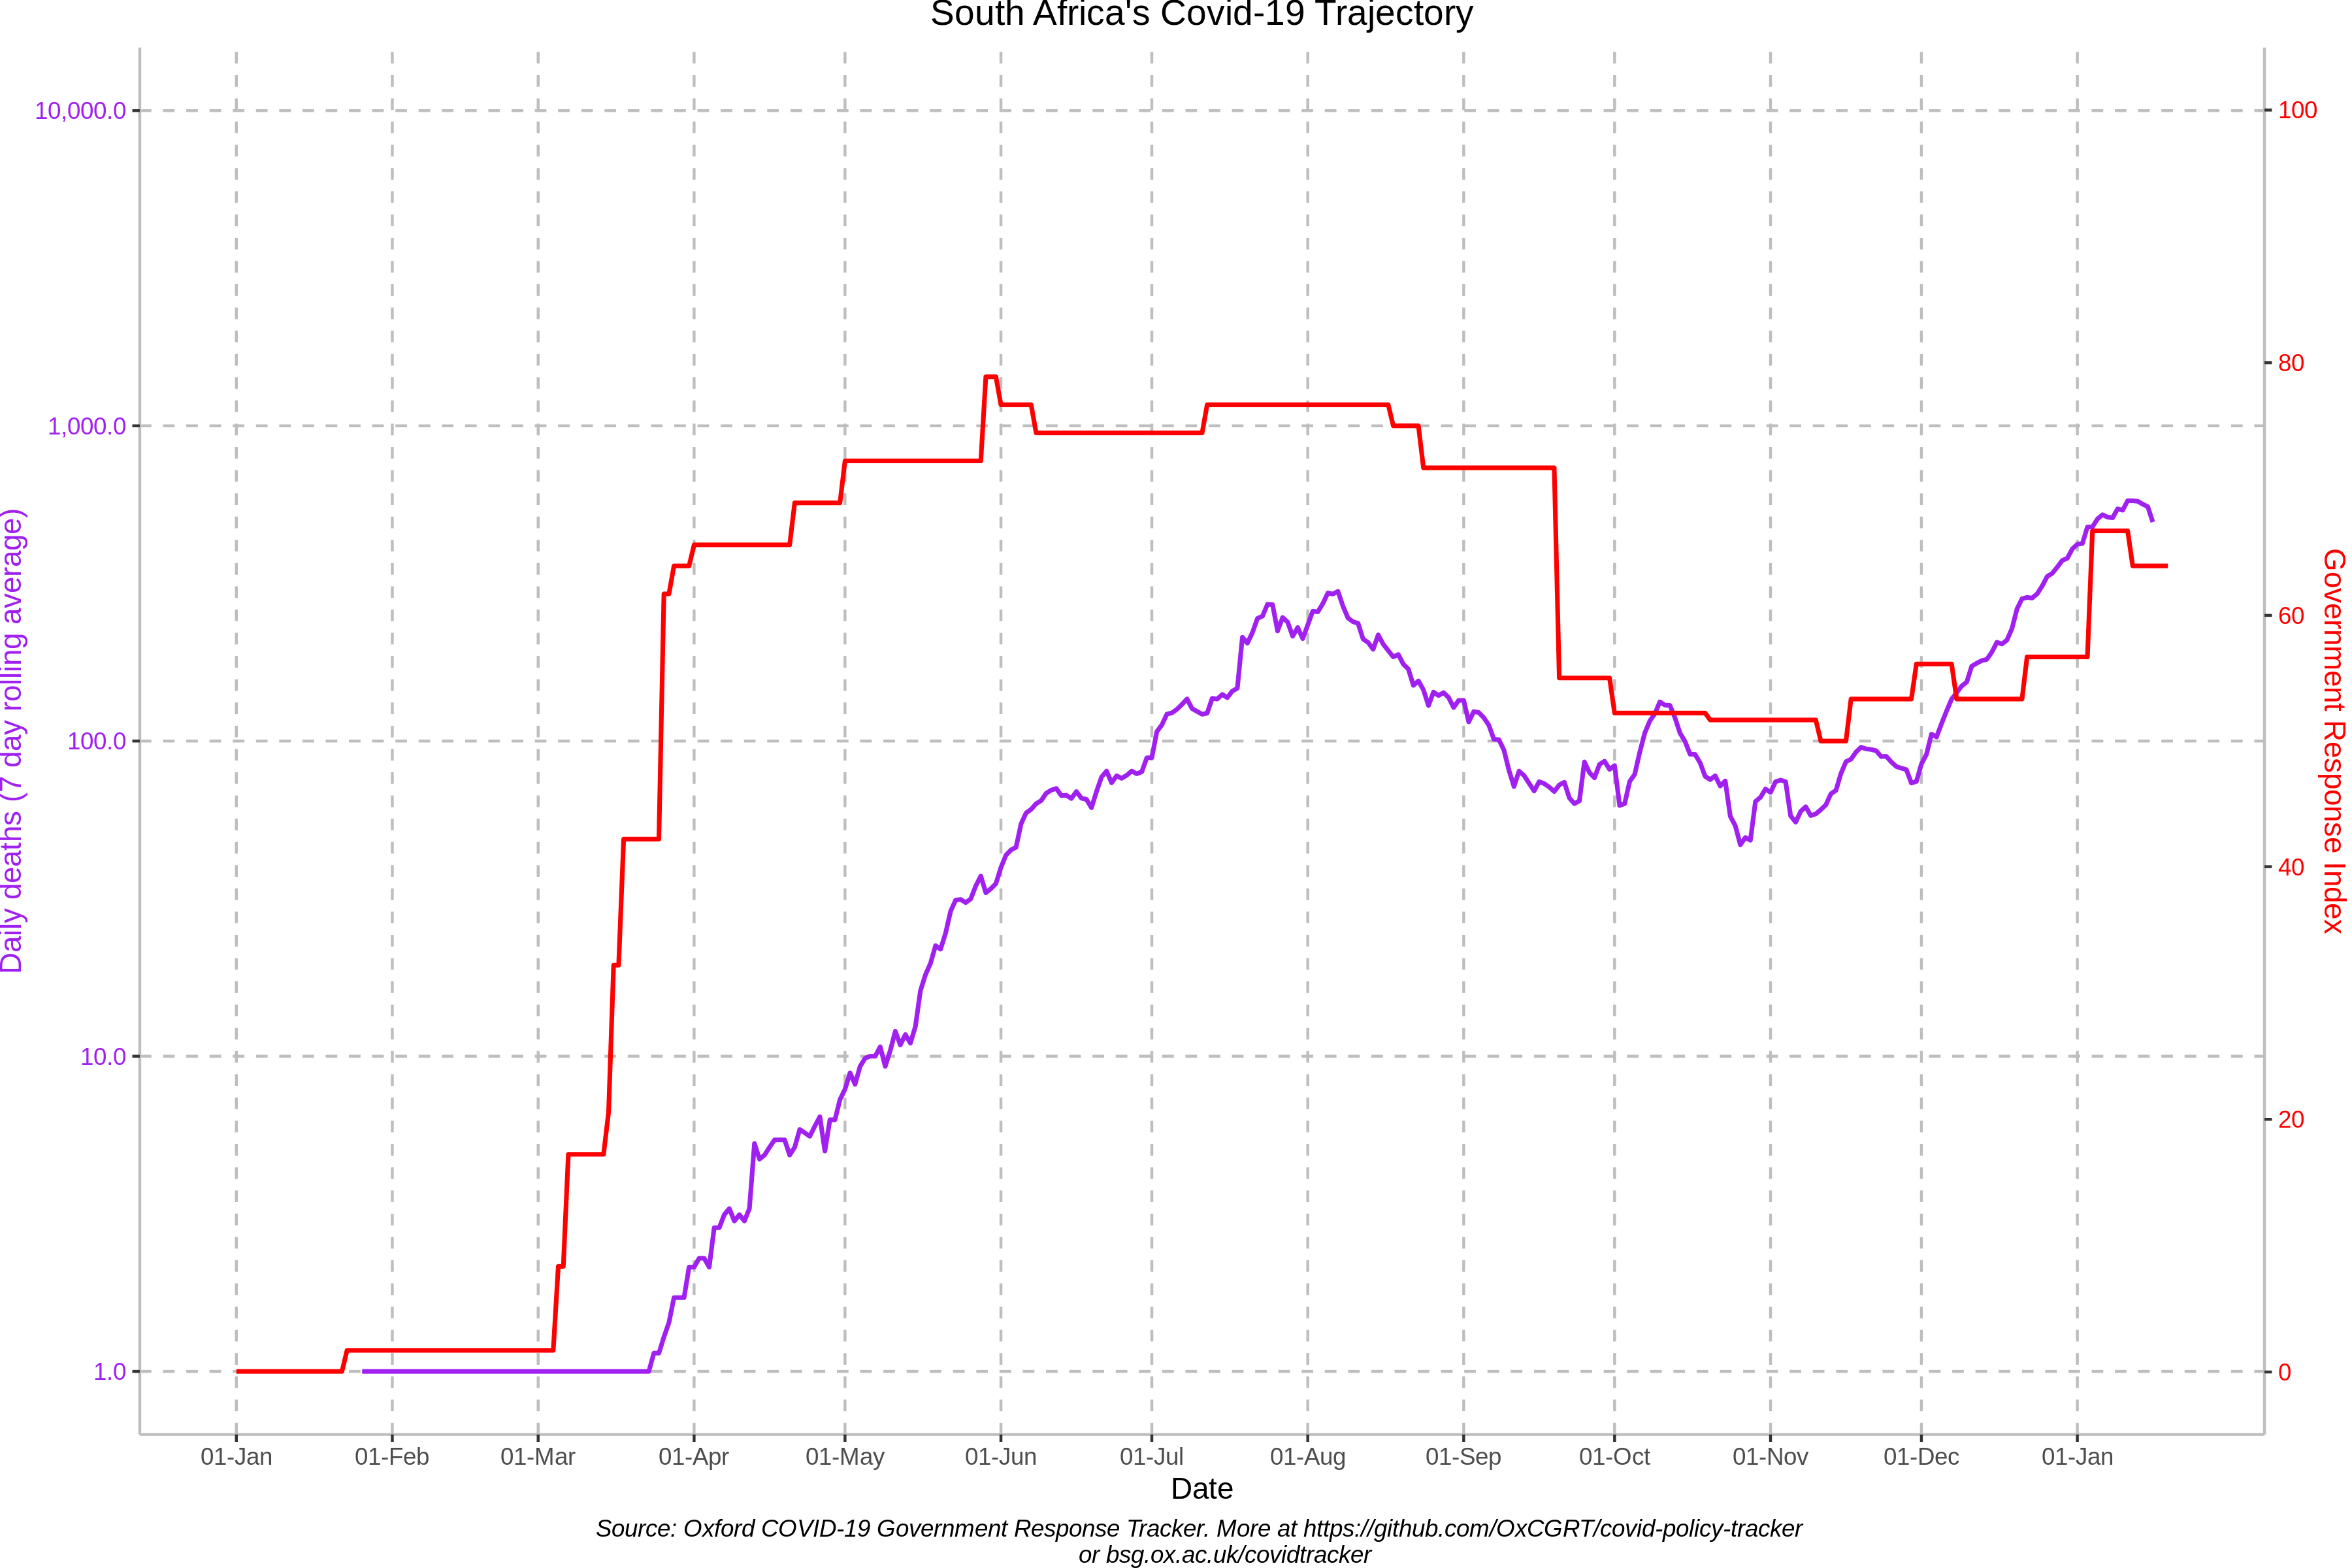 South Africa's Covid-19 Trajectory
10,000.0
1,000.0
100.0
10.0
1.0
Daily deaths (7 day rolling average)
100
80
60
40
20
0
Government Response Index
01-Jan
01-Feb
01-Mar
01-Apr
01-May
01-Jun
01-Jul
01-Aug
01-Sep
01-Oct
01-Nov
01-Dec
01-Jan
Date
Source: Oxford COVID-19 Government Response Tracker. More at https://github.com/OxCGRT/covid-policy-tracker
or bsg.ox.ac.uk/covidtracker